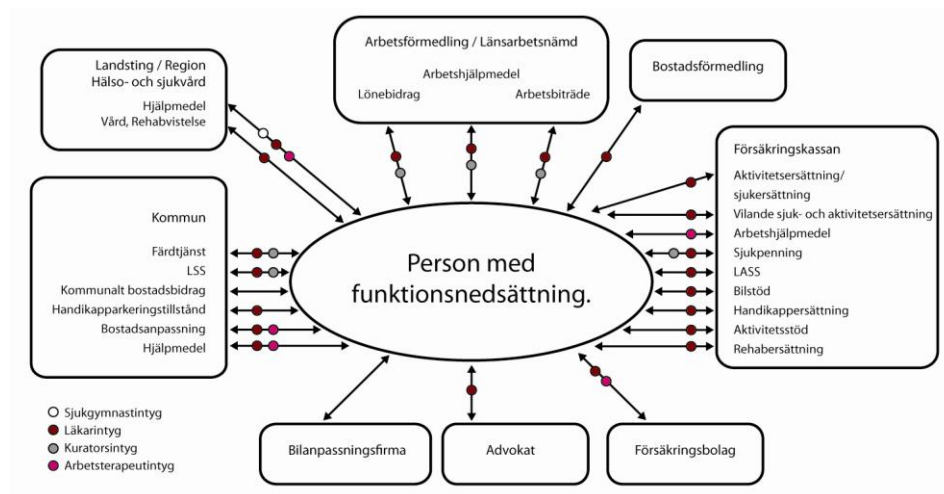 Landsting / Region
Hälso- och sjukvård
Hjälpmedel
Vård, Rehabvistelse
Arbetsförmedling / Länsarbetsnämd
Arbetshjälpmedel
Lönebidrag
Arbetsbiträde
Bostadsförmedling
Försäkringskassan
Aktivitetsersättning/
sjukersättning
Vilande sjuk- och aktivitetsersättning
Arbetshjälpmedel
Sjukpenning
LASS
Bilstöd
Handikappersättning
Aktivitetsstöd
Rehabersättning
Kommun
Färdtjänst
LSS
Kommunalt bostadsbidrag
Handikapparkeringstillstånd
Bostadsanpassning
Hjälpmedel
Person med
funktionsnedsättning.
Sjukgymnastintyg
Läkarintyg
Kuratorsintyg
Arbetsterapeutintyg
Bilanpassningsfirma
Advokat
Försäkringsbolag